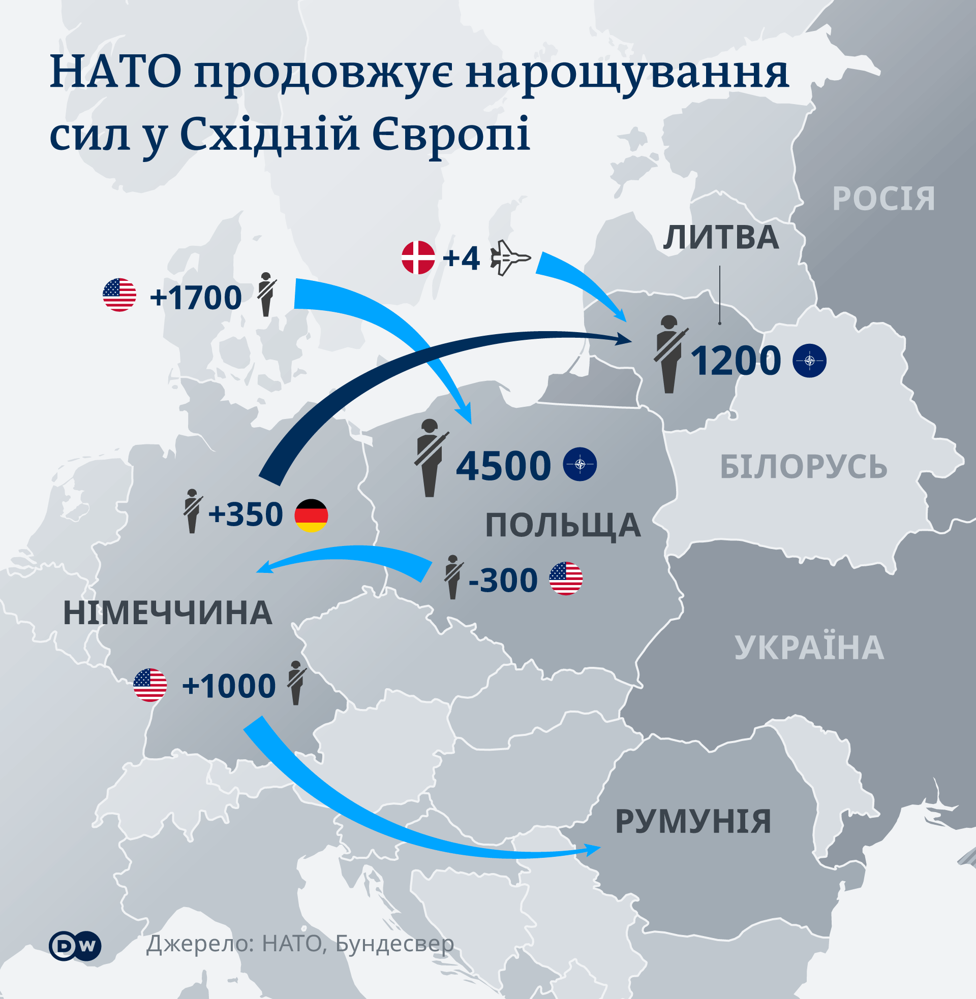 НАТО продовжує нарощування
сил у Східній Європі
РОСІЯ
ЛИТВА
+4
+1700
1200
4500
БІЛОРУСЬ
+350
ПОЛЬЩА
-300
НІМЕЧЧИНА
УКРАЇНА
+1000
РУМУНІЯ
DW Джерело: НАТО, Бундесвер